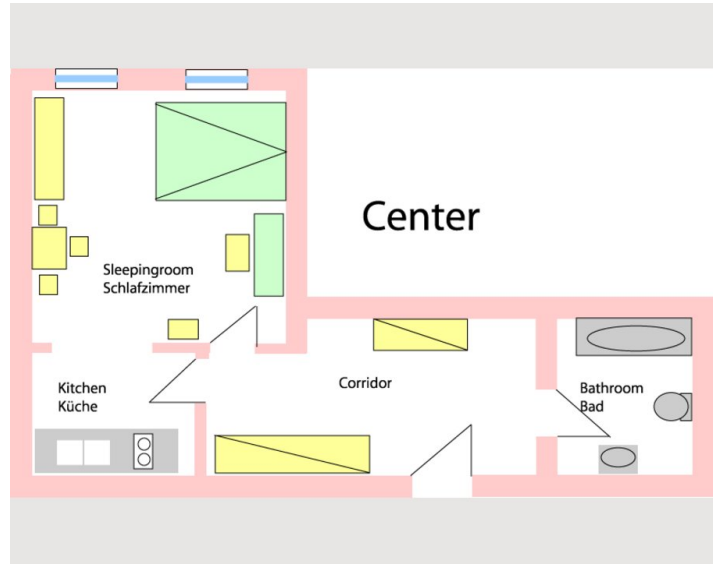 Center
Sleepingroom
Schlafzimmer
Kitchen
Küche
Corridor
Bathroom
Bad